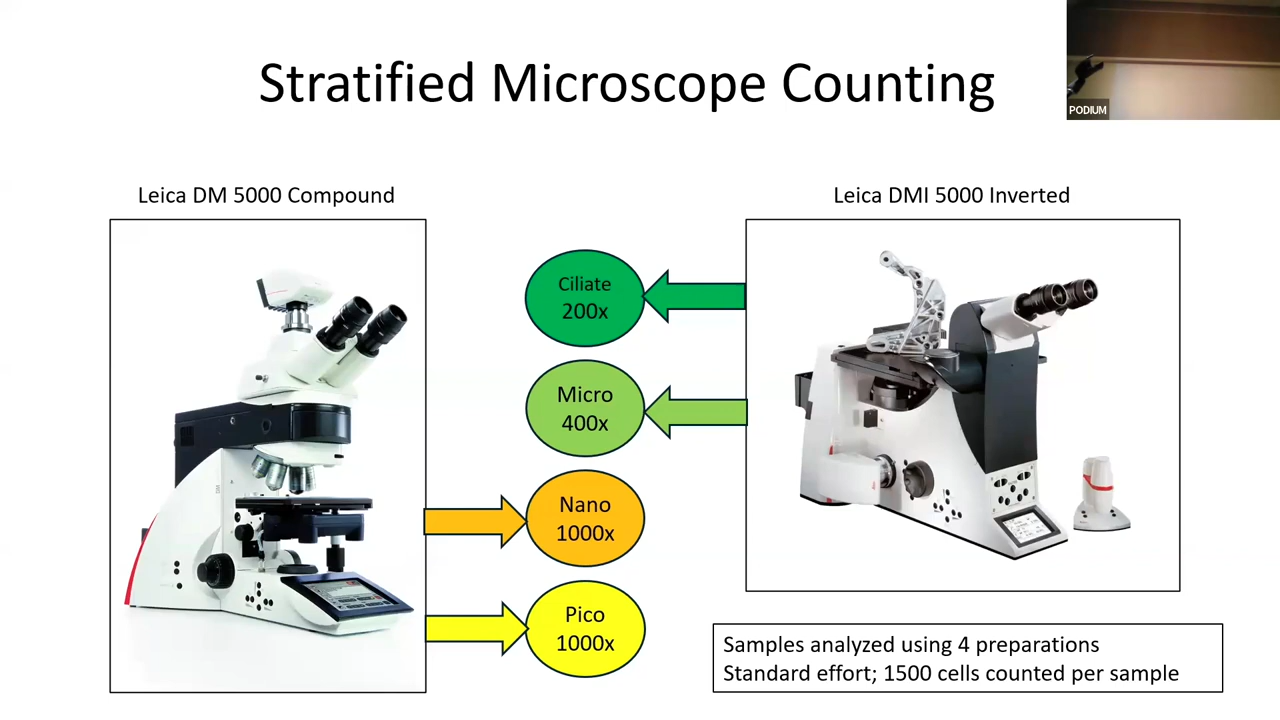 Stratified Microscope Counting
PODIUM
Leica DM 5000 Compound
Leica DMI 5000 Inverted
Ciliate
200x
Micro
400x
Nano
1000x
Pico
1000x
Samples analyzed using 4 preparations
Standard effort; 1500 cells counted per sample